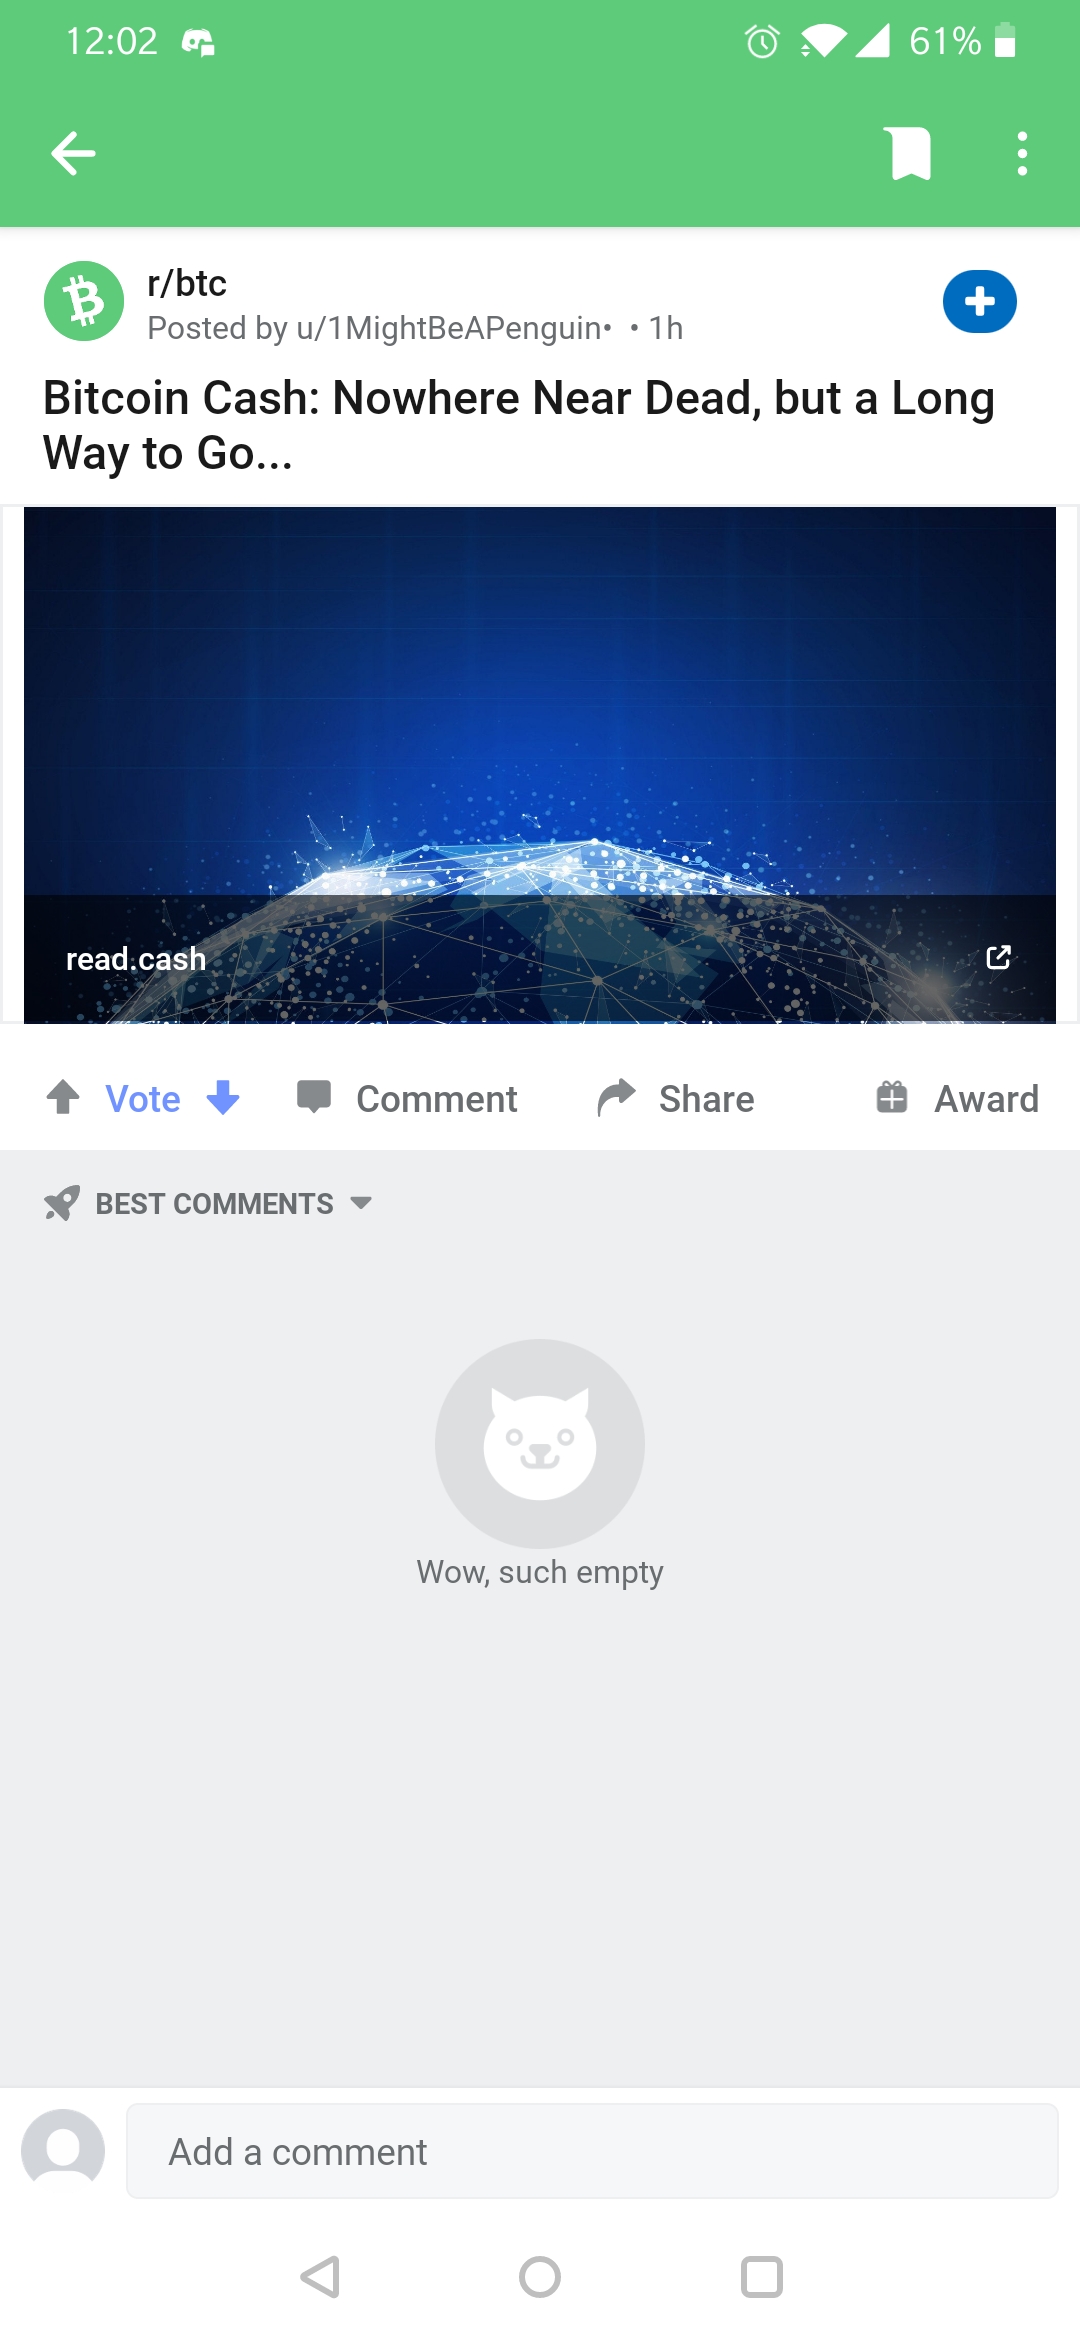 12:02
61%
r/btc
Posted by u/1MightBeAPenguin• • 1h
Bitcoin Cash: Nowhere Near Dead, but a Long
Way to Go...
read.cash
Vote
Comment
Share
Award
BEST COMMENTS
Wow, such empty
Add a comment